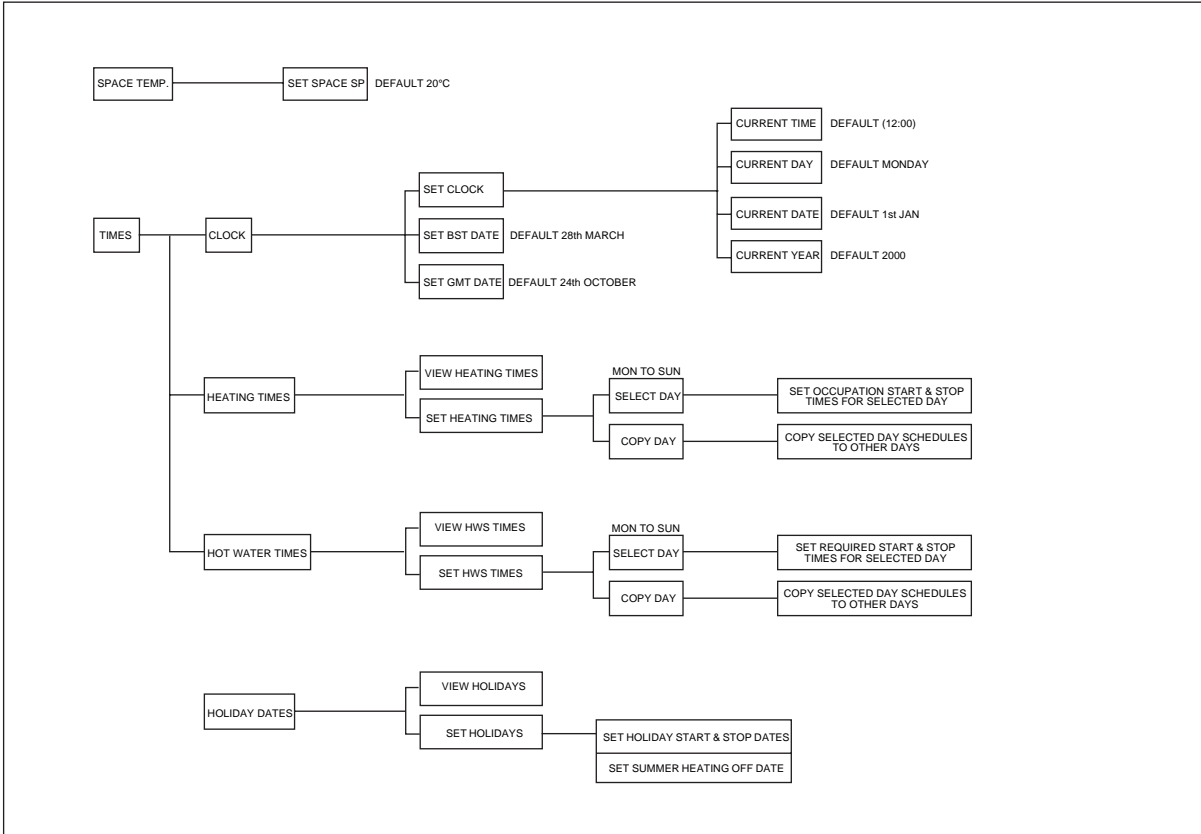 SPACE TEMP.
SET SPACE SP
DEFAULT 20°C
CURRENT TIME
DEFAULT (12:00)
CURRENT DAY
DEFAULT MONDAY
SET CLOCK
CURRENT DATE
DEFAULT 1st JAN
TIMES
CLOCK
SET BST DATE
DEFAULT 28th MARCH
CURRENT YEAR
DEFAULT 2000
SET GMT DATE
DEFAULT 24th OCTOBER
VIEW HEATING TIMES
MON TO SUN
HEATING TIMES
SELECT DAY
SET OCCUPATION START & STOP
TIMES FOR SELECTED DAY
SET HEATING TIMES
COPY DAY
COPY SELECTED DAY SCHEDULES
TO OTHER DAYS
VIEW HWS TIMES
MON TO SUN
HOT WATER TIMES
SELECT DAY
SET REQUIRED START & STOP
TIMES FOR SELECTED DAY
SET HWS TIMES
COPY DAY
COPY SELECTED DAY SCHEDULES
TO OTHER DAYS
VIEW HOLIDAYS
HOLIDAY DATES
SET HOLIDAYS
SET HOLIDAY START & STOP DATES
SET SUMMER HEATING OFF DATE